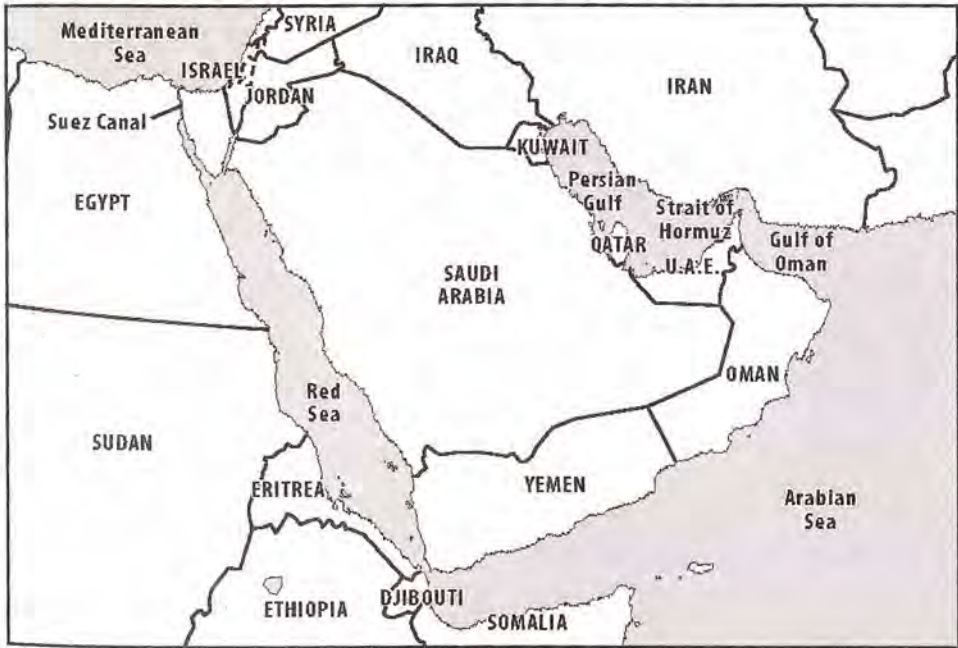 Mediterranean
Sea
SYRIA
ISRAEL
IRAQ
IRAN
JORDAN
Suez Canal
KUWAIT
Persian
Gulf
EGYPT
Strait of
Hormuz
QATAR
Gulf of
Oman
U.A.E.
SAUDI
ARABIA
OMAN
Red
Sea
SUDAN
ERITREA
YEMEN
Arabian
Sea
DJIBOUTI
ETHIOPIA
SOMALIA